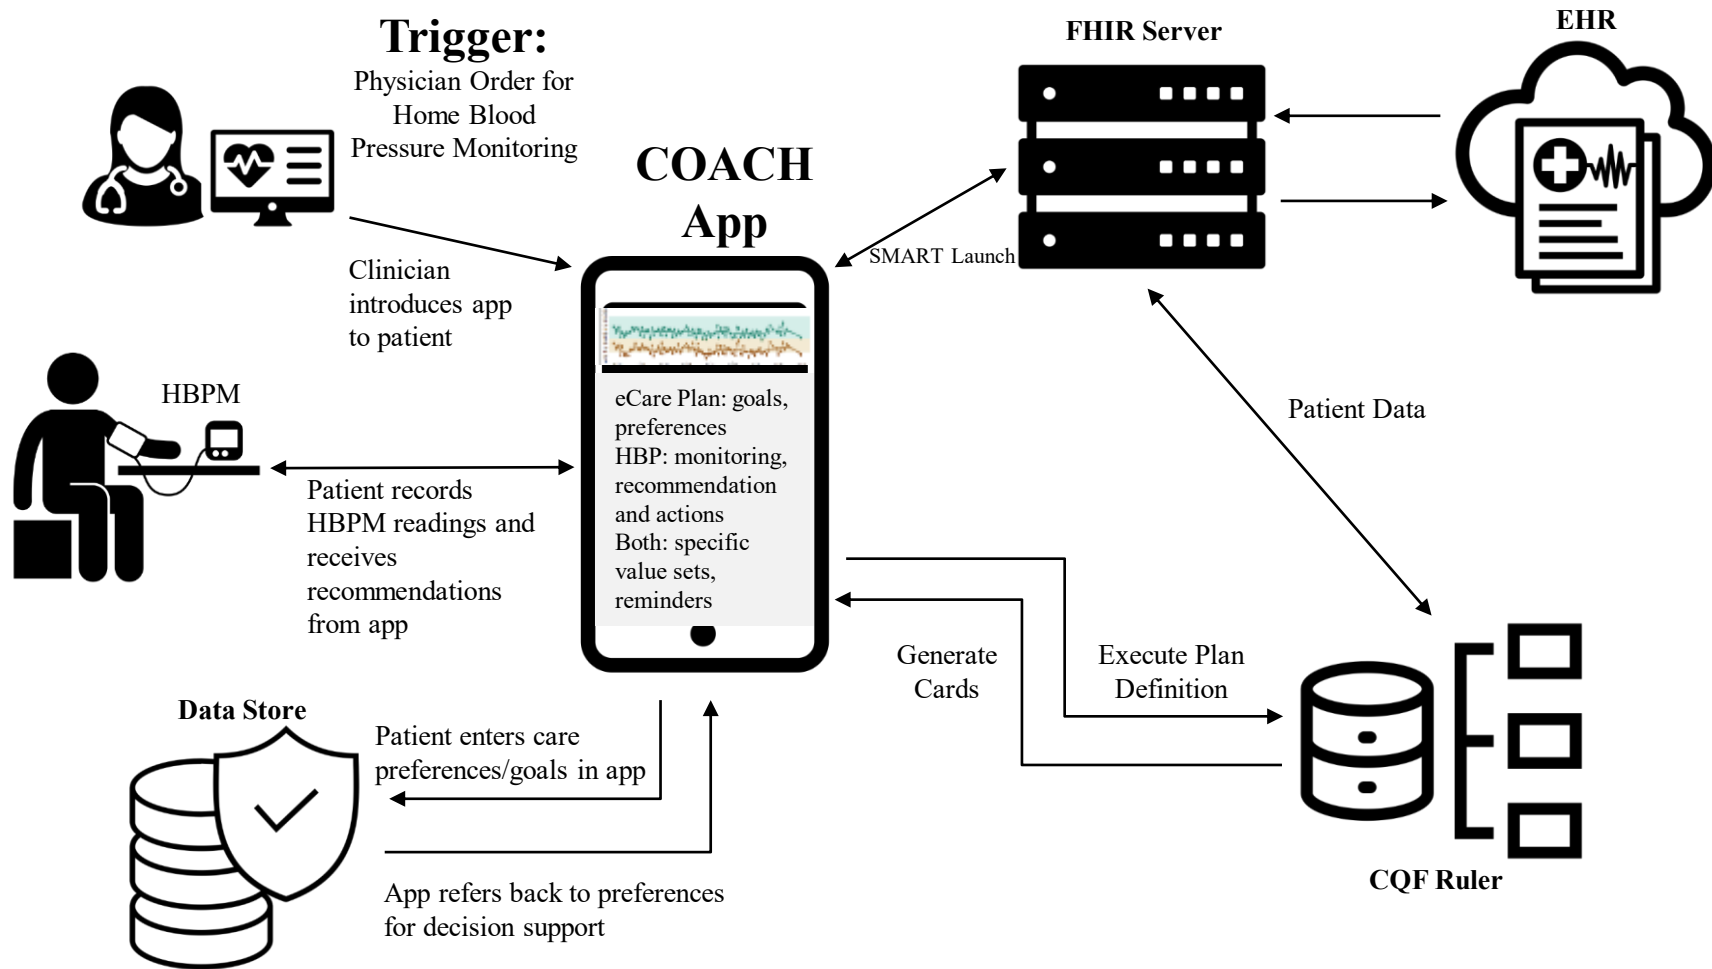 Trigger:
Physician Order for
Home Blood
Pressure Monitoring
COACH
App
FHIR Server
EHR
SMART Launch
Clinician
introduces app
to patient
HBPM
Patient records
HBPM readings and
receives
recommendations
from app
eCare Plan: goals,
preferences
HBP: monitoring,
recommendation
and actions
Both: specific
value sets,
reminders
Patient Data
Generate
Cards
Execute Plan
Definition
Data Store
Patient enters care
preferences/goals in app
App refers back to preferences
for decision support
CQF Ruler